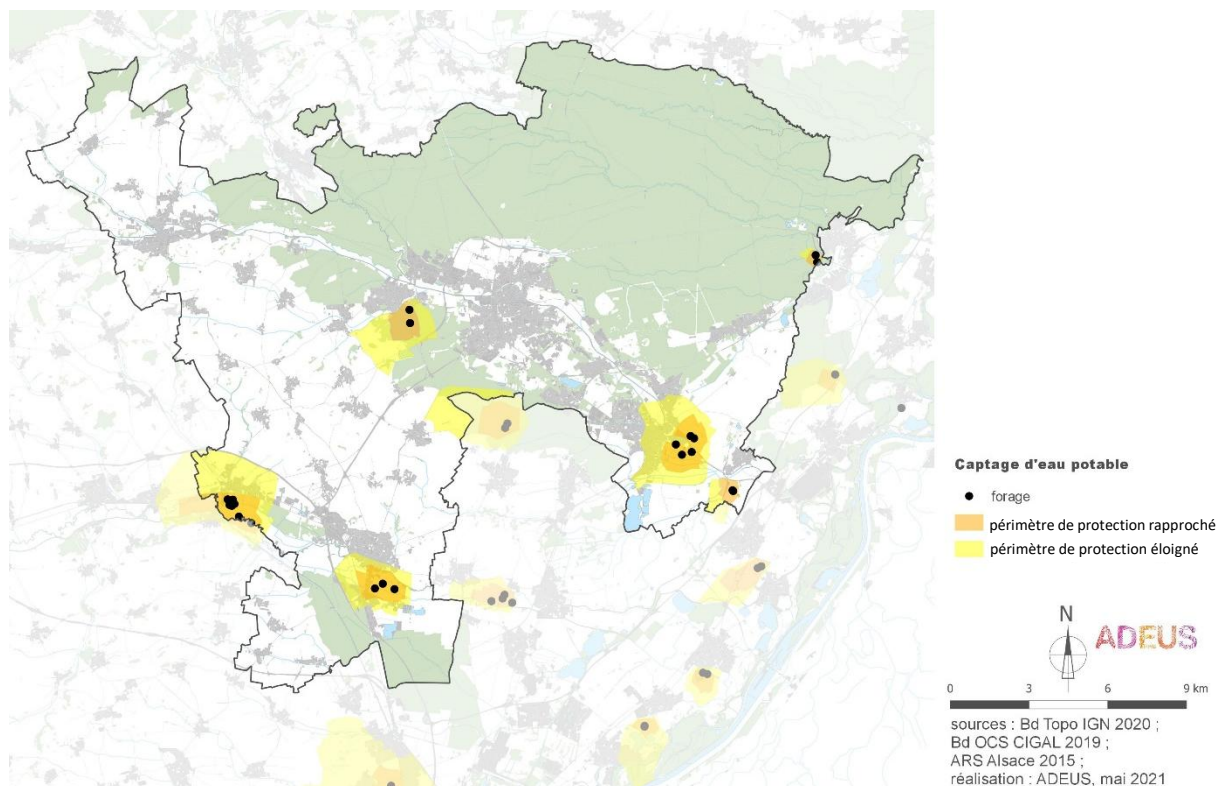 Captage d'eau potable
forage
périmètre de protection rapproché
périmètre de protection éloigné
N
ADEUS
0 3 6 9 km
sources : Bd Topo IGN 2020 ;
Bd OCS CIGAL 2019 ;
ARS Alsace 2015 ;
réalisation : ADEUS, mai 2021